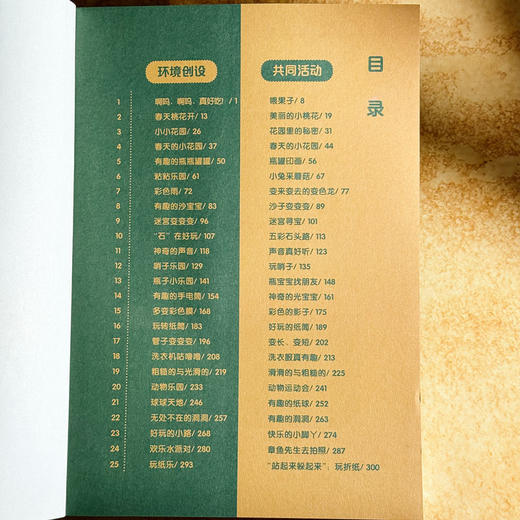 目录
环境创设 共同活动
1 啊呜、啊呜、真好吃!/ 1 喂果子/ 8
2 春天桃花开/ 13 美丽的小桃花/ 19
3 小小花园/ 26 花园里的秘密/ 31
4 春天的小花园/ 37 春天的小花园/ 44
5 有趣的瓶瓶罐罐/ 50 瓶罐印画/ 56
6 粘粘乐园/ 61 小兔采蘑菇/ 67
7 彩色雨/ 72 变来变去的变色龙/ 77
8 有趣的沙宝宝/ 83 沙子变变变/ 89
9 迷宫变变变/ 96 迷宫寻宝/ 101
10 “石”在好玩/ 107 五彩石头路/ 113
11 神奇的声音/ 118 声音真好听/ 123
12 哨子乐园/ 129 玩哨子/ 135
13 瓶子小乐园/ 141 瓶宝宝找朋友/ 148
14 有趣的手电筒/ 154 神奇的光宝宝/ 161
15 多变彩色膜/ 168 彩色的影子/ 175
16 玩转纸筒/ 183 好玩的纸筒/ 189
17 管子变变变/ 196 变长、变短/ 202
18 洗衣机咕噜噜/ 208 洗衣服真有趣/ 213
19 粗糙的与光滑的/ 219 滑滑的与粗糙的/ 225
20 动物乐园/ 233 动物运动会/ 241
21 球球天地/ 246 有趣的纸球/ 252
22 无处不在的洞洞/ 257 有趣的洞洞/ 263
23 好玩的小路/ 268 快乐的小脚丫/ 274
24 欢乐水派对/ 280 章鱼先生去拍照/ 287
25 玩纸乐/ 293 “站起来躲起来”，玩折纸/ 300